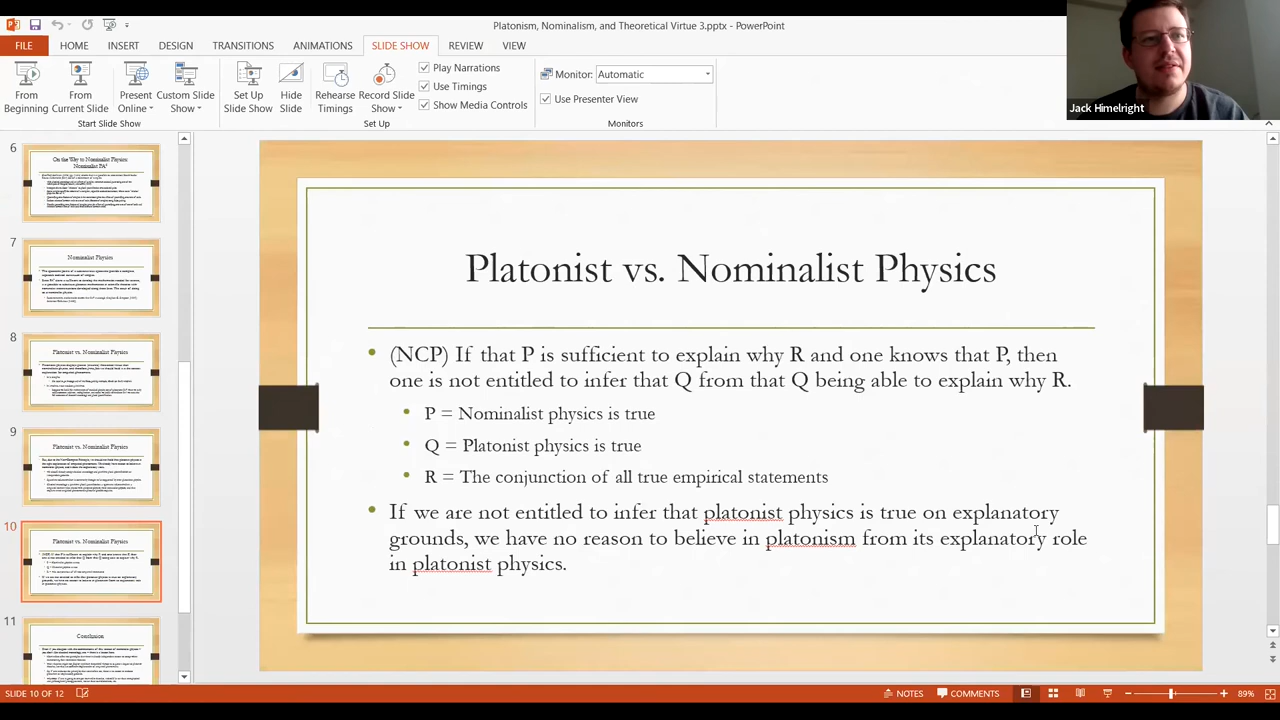 Platonism, Nominalism, and Theoretical Virtue 3.pptx - PowerPoint
FILE
HOME
INSERT
DESIGN
TRANSITIONS
ANIMATIONS
SLIDE SHOW
REVIEW
VIEW
From Beginning
From Current Slide
Present Online
Custom Slide Show
Set Up Slide Show
Hide Slide
Rehearse Timings
Record Slide Show
Play Narrations
Use Timings
Show Media Controls
Monitor: Automatic
Use Presenter View
Start Slide Show
Set Up
Monitors
Jack Himelright
6
On the Way to Nominalist Physics:
7
Nominalist Physics
8
Platonist vs. Nominalist Physics
9
Platonist vs. Nominalist Physics
10
Platonist vs. Nominalist Physics
11
Conclusion
Platonist vs. Nominalist Physics
• (NCP) If that P is sufficient to explain why R and one knows that P, then
one is not entitled to infer that Q from they Q being able to explain why R.
• P = Nominalist physics is true
• Q = Platonist physics is true
• R = The conjunction of all true empirical statements
• If we are not entitled to infer that platonist physics is true on explanatory
grounds, we have no reason to believe in platonism from its explanatory role
in platonist physics.
SLIDE 10 OF 12
NOTES
COMMENTS
89%